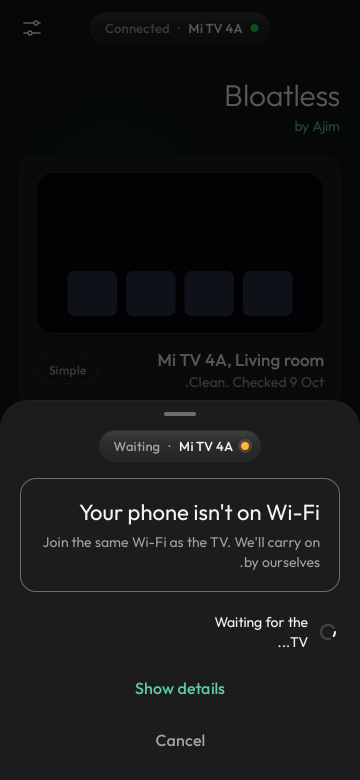 Connected · Mi TV 4A
Bloatless
by Ajim
Mi TV 4A, Living room
Simple
.Clean. Checked 9 Oct
Waiting · Mi TV 4A
Your phone isn't on Wi-Fi
Join the same Wi-Fi as the TV. We'll carry on
.by ourselves
Waiting for the
...TV
Show details
Cancel